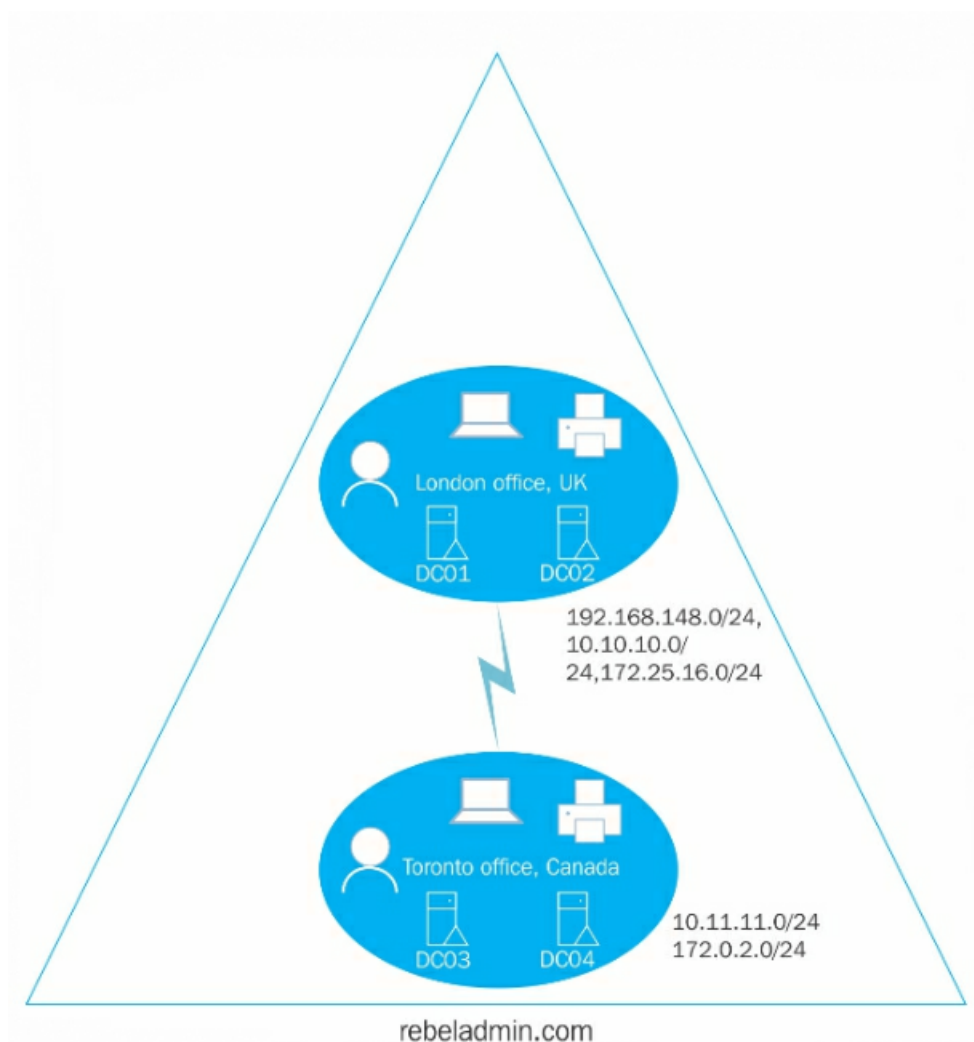 London office, UK
DC01 DC02
192.168.148.0/24,
10.10.10.0/
24,172.25.16.0/24
Toronto office, Canada
DC03 DC04
10.11.11.0/24
172.0.2.0/24
rebeladmin.com